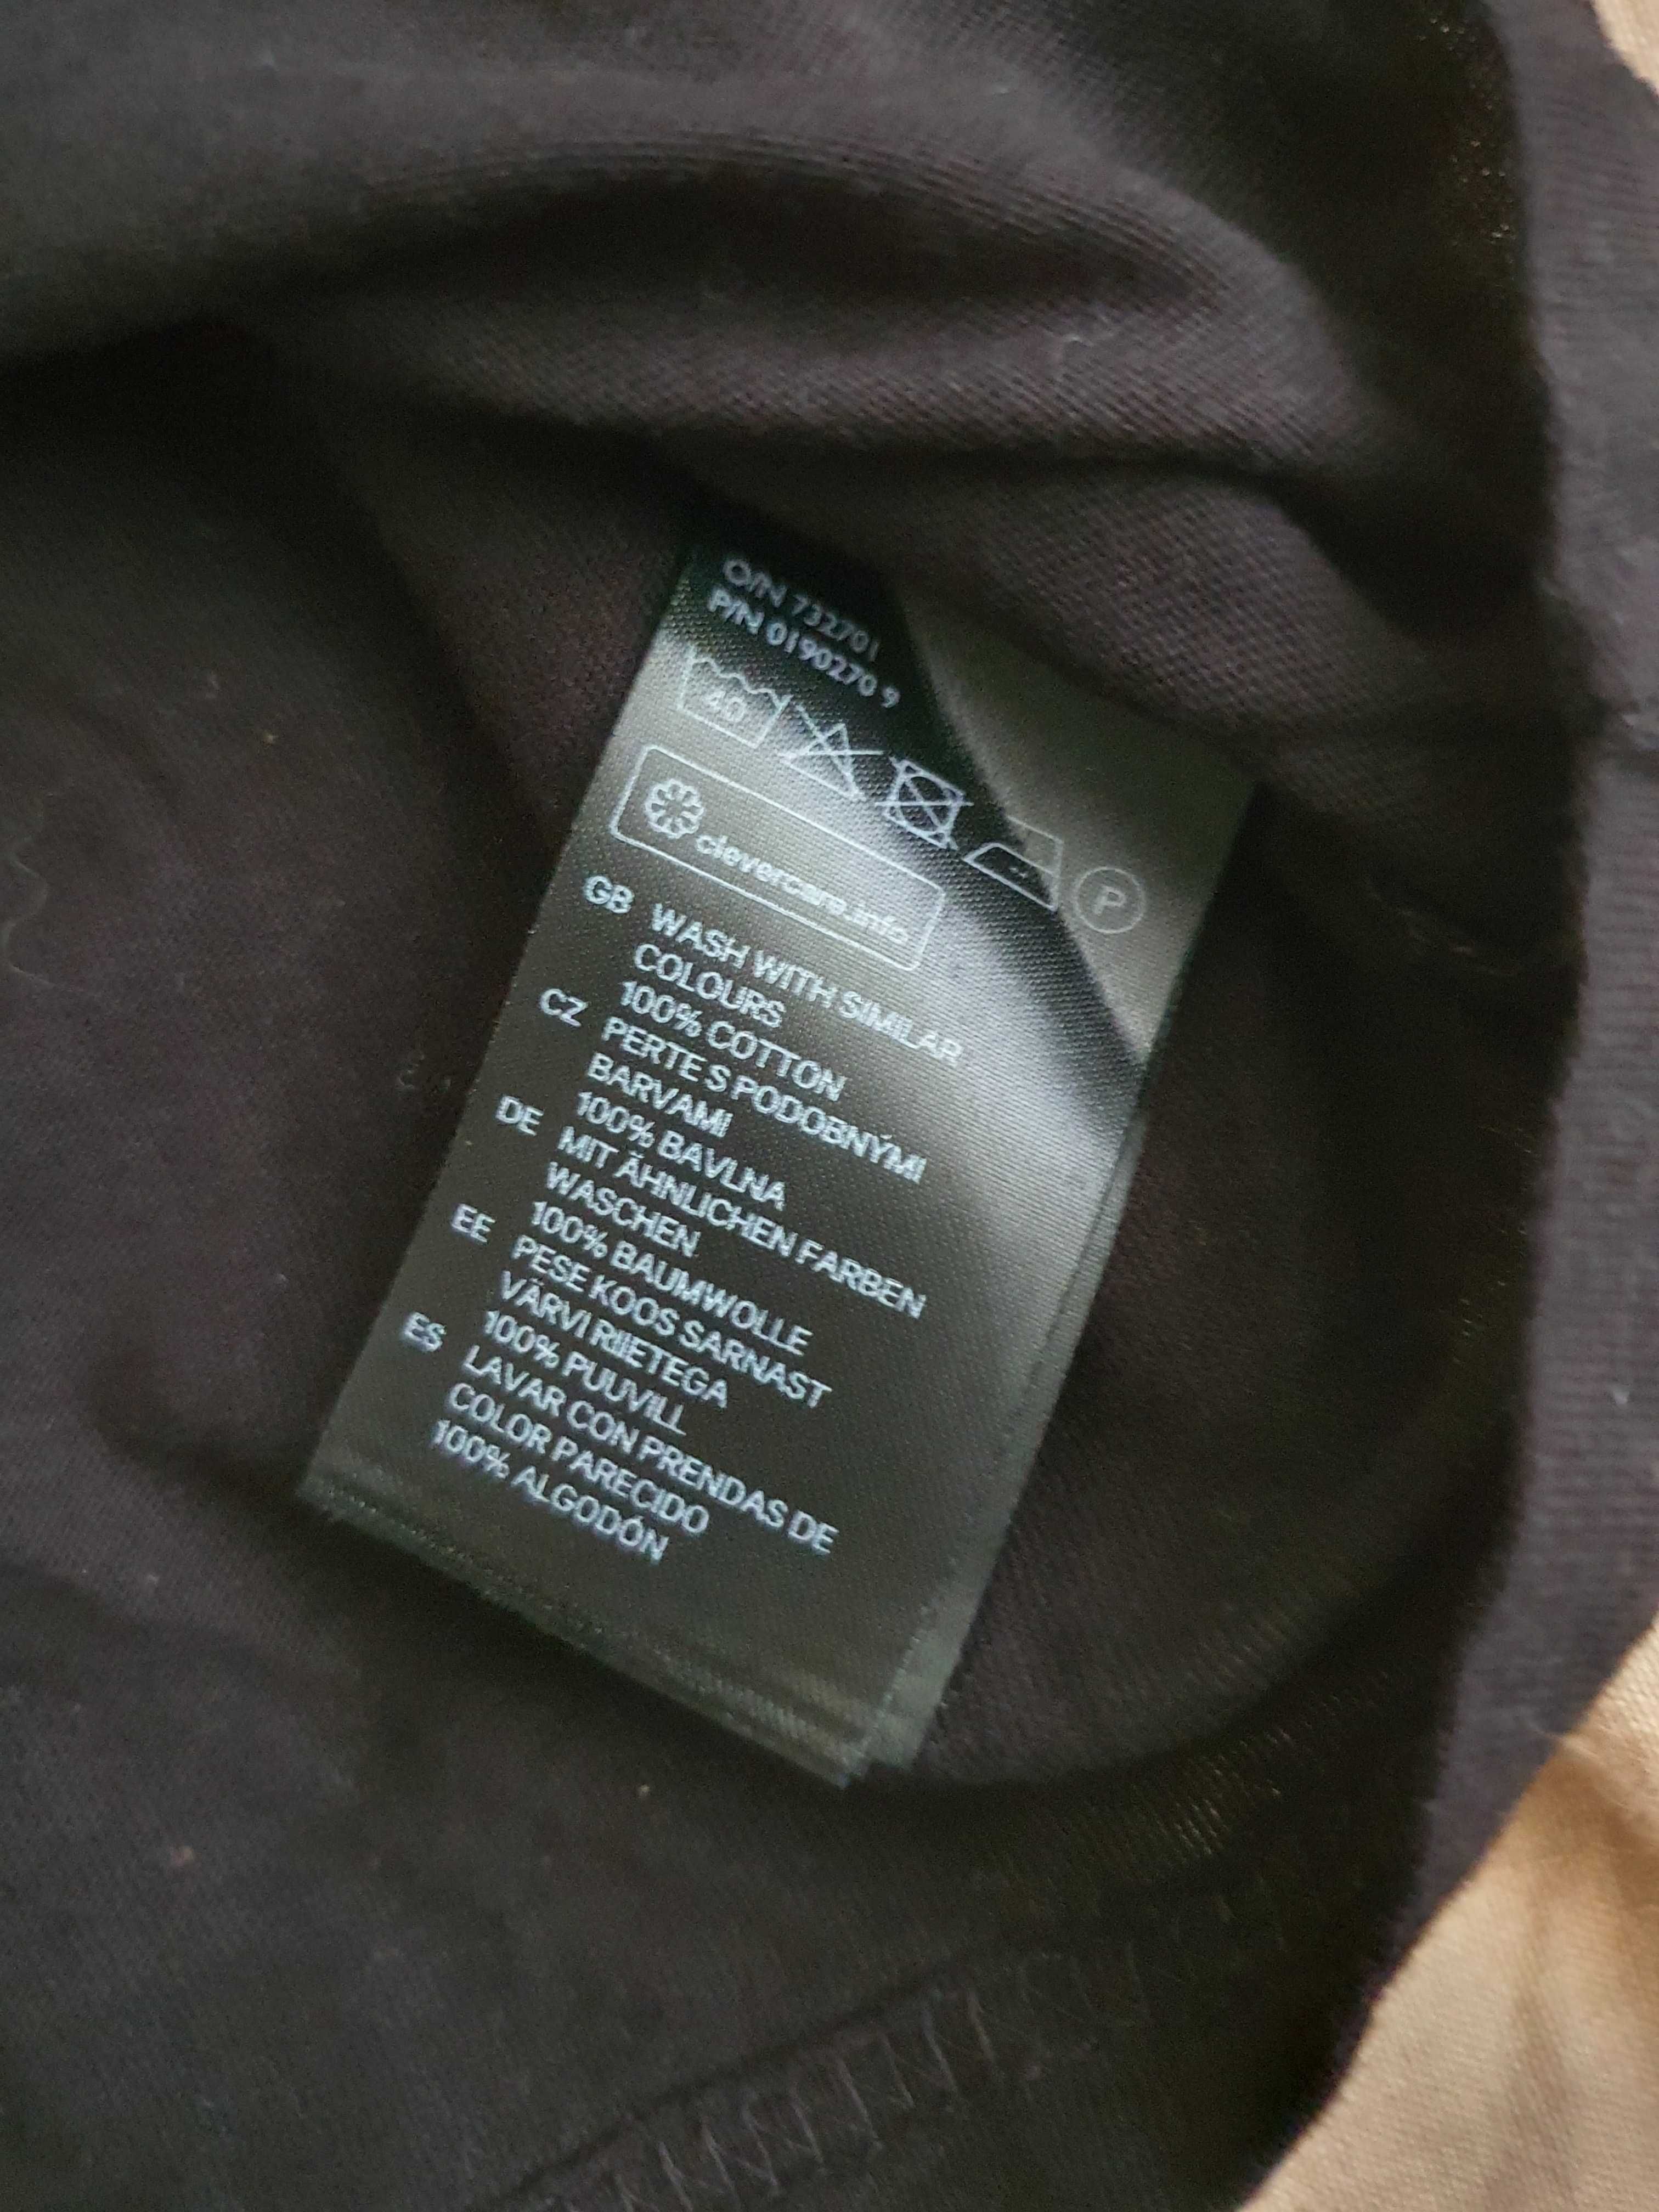 O/N 732701
P/N 0190270 9
40
P
clevercare.info
GB WASH WITH SIMILAR
COLOURS
100% COTTON
CZ PERTE S PODOBNÝMI
BARVAMI
100% BAVLNA
DE MIT ÄHNLICHEN FARBEN
WASCHEN
100% BAUMWOLLE
EE PESE KOOS SARNAST
VÄRVI RIIETEGA
100% PUUVILL
ES LAVAR CON PRENDAS DE
COLOR PARECIDO
100% ALGODÓN